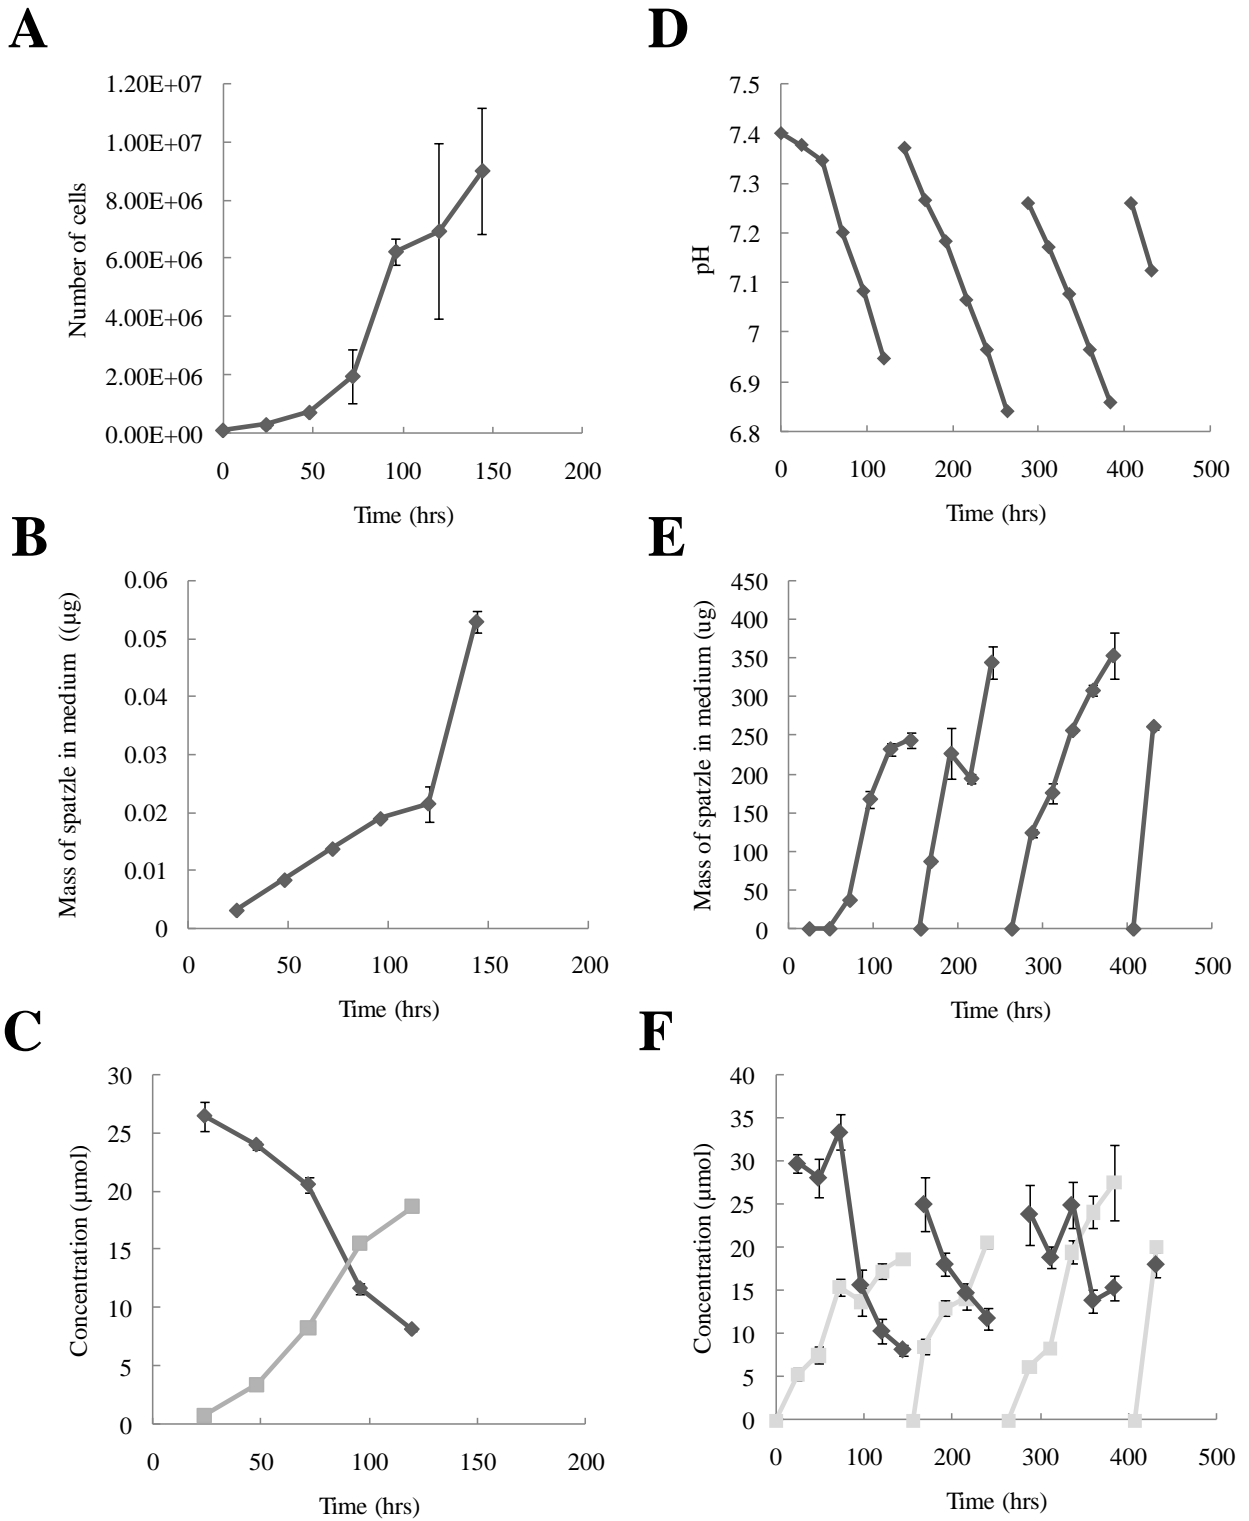 A
1.20E+07
1.00E+07
8.00E+06
6.00E+06
4.00E+06
2.00E+06
0.00E+00
Number of cells
0 50 100 150 200
Time (hrs)
B
0.06
0.05
0.04
0.03
0.02
0.01
0
Mass of spatzle in medium ((µg)
0 50 100 150 200
Time (hrs)
C
30
25
20
15
10
5
0
Concentration (µmol)
0 50 100 150 200
Time (hrs)
D
7.5
7.4
7.3
7.2
7.1
7
6.9
6.8
pH
0 100 200 300 400 500
Time (hrs)
E
450
400
350
300
250
200
150
100
50
0
Mass of spatzle in medium (ug)
0 100 200 300 400 500
Time (hrs)
F
40
35
30
25
20
15
10
5
0
Concentration (µmol)
0 100 200 300 400 500
Time (hrs)